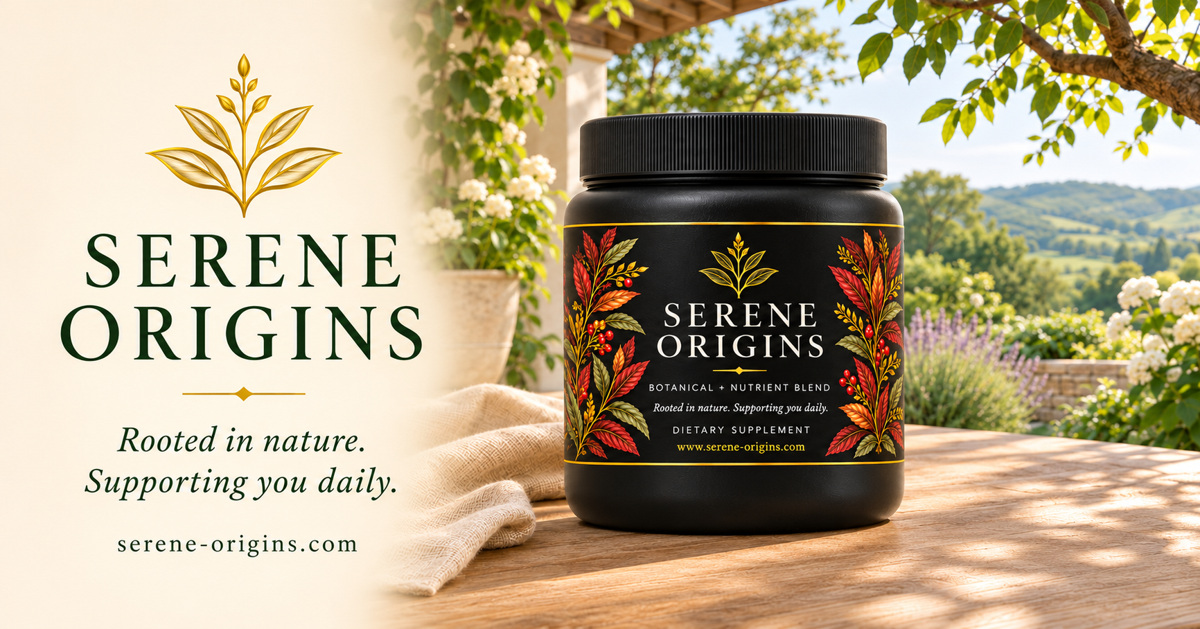 SERENE
ORIGINS
Rooted in nature.
Supporting you daily.
serene-origins.com
SERENE
ORIGINS
BOTANICAL + NUTRIENT BLEND
Rooted in nature. Supporting you daily.
DIETARY SUPPLEMENT
www.serene-origins.com